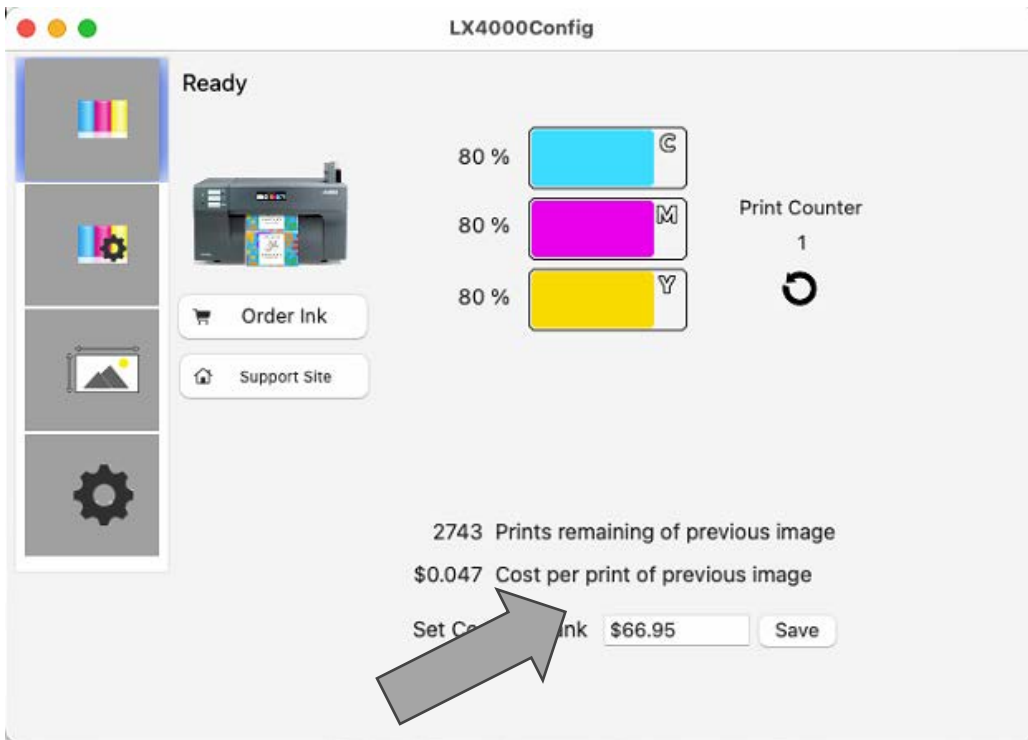 LX4000Config
Ready
80 %
C
80 %
M
80 %
Y
Print Counter
1
Order Ink
Support Site
2743 Prints remaining of previous image
$0.047 Cost per print of previous image
Set ink $66.95 Save